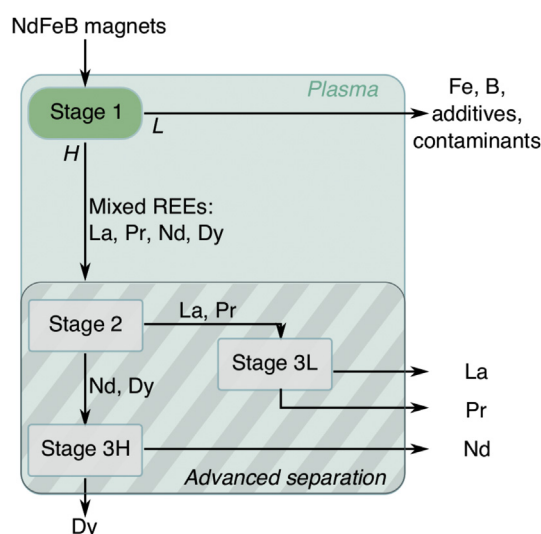 NdFeB magnets
Plasma
Stage 1
L
Fe, B,
additives,
contaminants
H
Mixed REEs:
La, Pr, Nd, Dy
Stage 2
La, Pr
Stage 3L
La
Nd, Dy
Pr
Stage 3H
Nd
Advanced separation
Dy